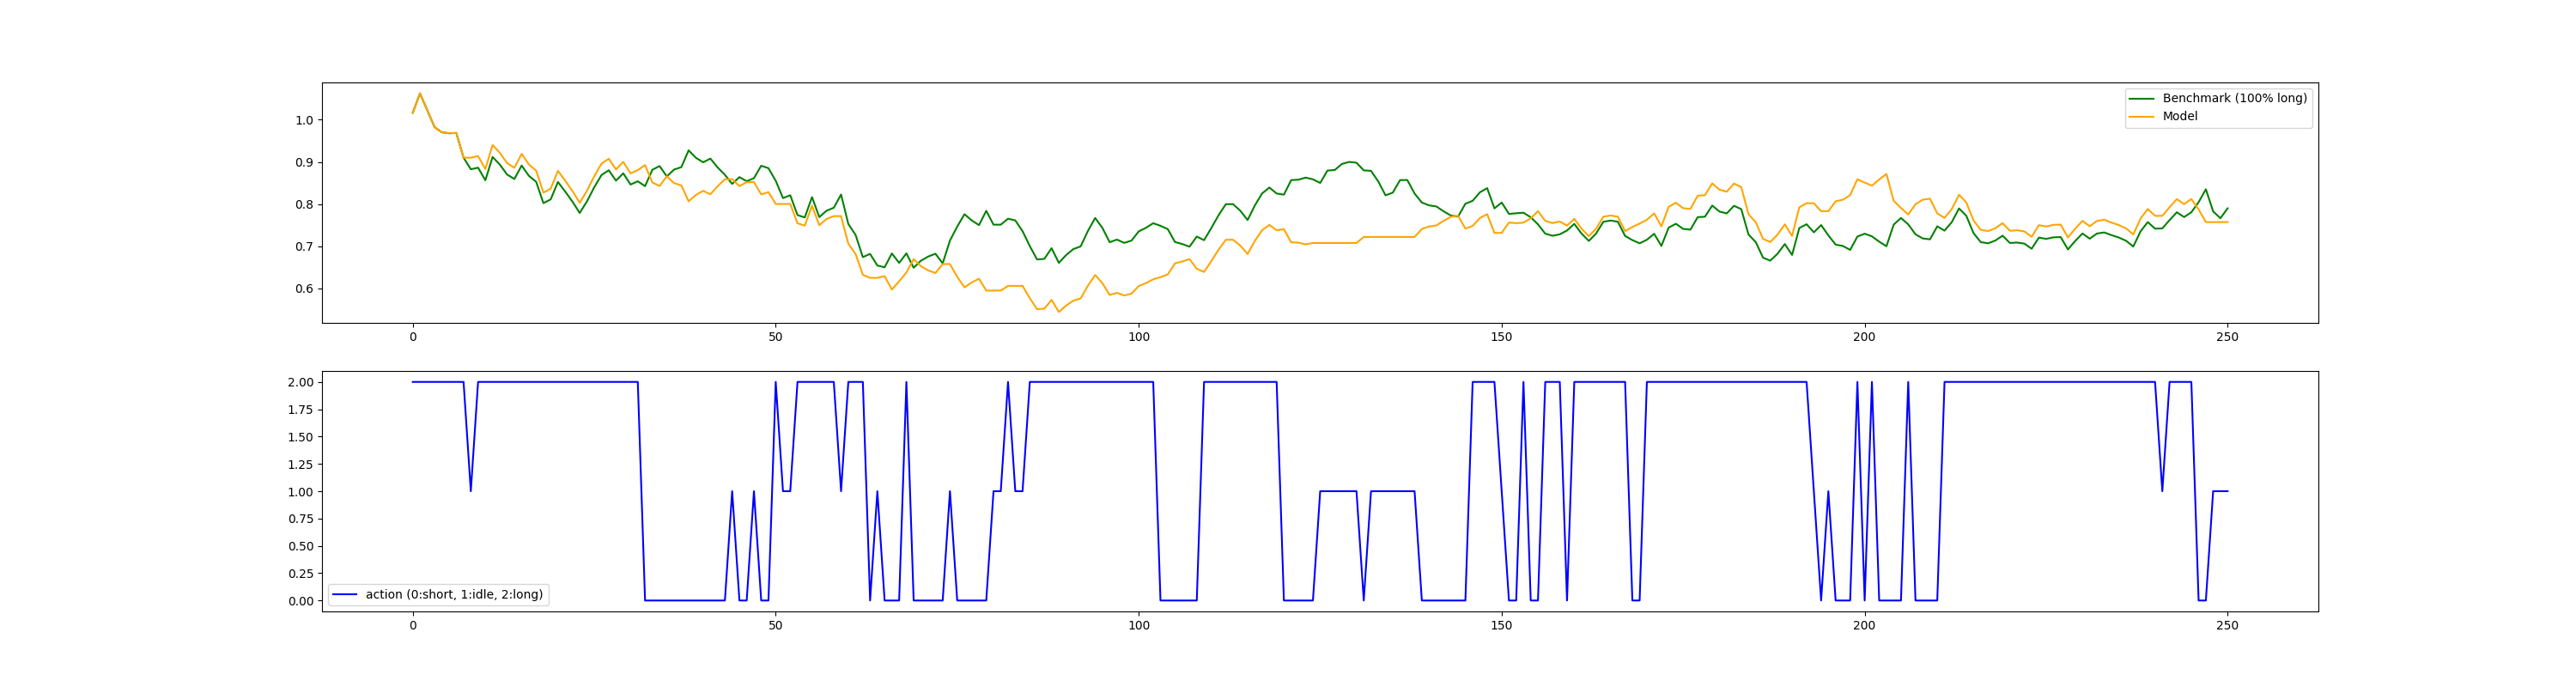 Benchmark (100% long)
Model
1.0
0.9
0.8
0.7
0.6
0 50 100 150 200 250
2.00
1.75
1.50
1.25
1.00
0.75
0.50
0.25
0.00
action (0:short, 1:idle, 2:long)
0 50 100 150 200 250